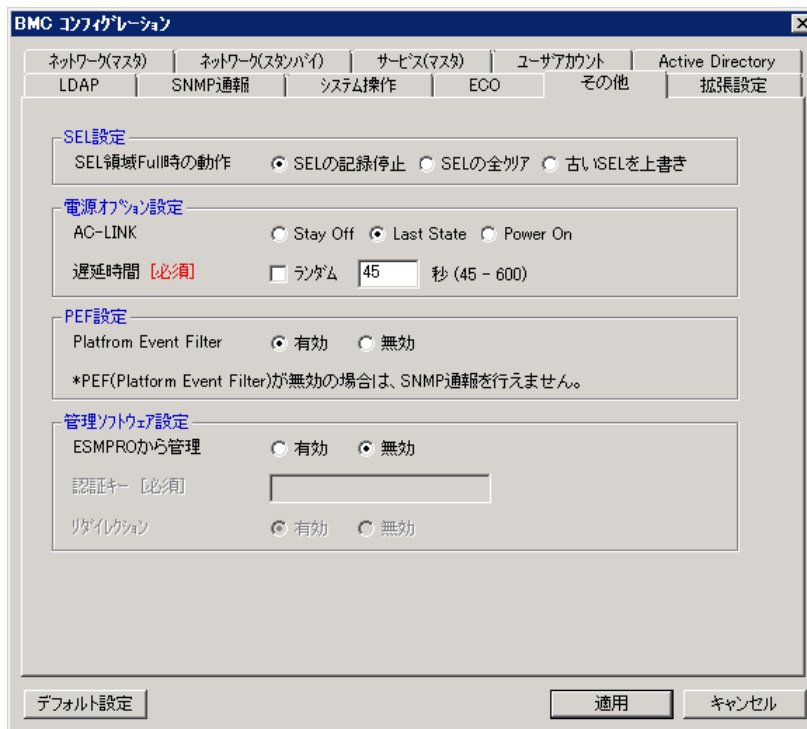 BMC ｺﾝﾌｨｸﾞﾚｰｼｮﾝ
ﾈｯﾄﾜｰｸ(ﾏｽﾀ) ﾈｯﾄﾜｰｸ(ｽﾀﾝﾊﾞｲ) ｻｰﾋﾞｽ(ﾏｽﾀ) ﾕｰｻﾞｱｶｳﾝﾄ Active Directory
LDAP SNMP通報 ｼｽﾃﾑ操作 ECO その他 拡張設定
SEL設定
SEL領域Full時の動作 SELの記録停止 SELの全ｸﾘｱ 古いSELを上書き
電源ｵﾌﾟｼｮﾝ設定
AC-LINK Stay Off Last State Power On
遅延時間 [必須] ﾗﾝﾀﾞﾑ 45 秒 (45 - 600)
PEF設定
Platfrom Event Filter 有効 無効
*PEF(Platform Event Filter)が無効の場合は、SNMP通報を行えません。
管理ｿﾌﾄｳｪｱ設定
ESMPROから管理 有効 無効
認証キー [必須]
ﾘﾀﾞｲﾚｸｼｮﾝ 有効 無効
デフォルト設定 適用 キャンセル